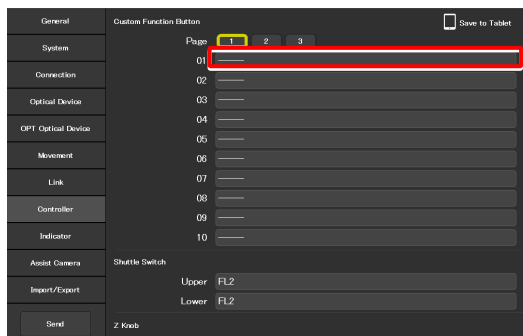 General
System
Connection
Optical Device
OPT Optical Device
Movement
Link
Controller
Indicator
Assist Camera
Import/Export
Send
Custom Function Button
Save to Tablet
Page 1 2 3
01 ——
02 ——
03 ——
04 ——
05 ——
06 ——
07 ——
08 ——
09 ——
10 ——
Shuttle Switch
Upper FL2
Lower FL2
Z Knob